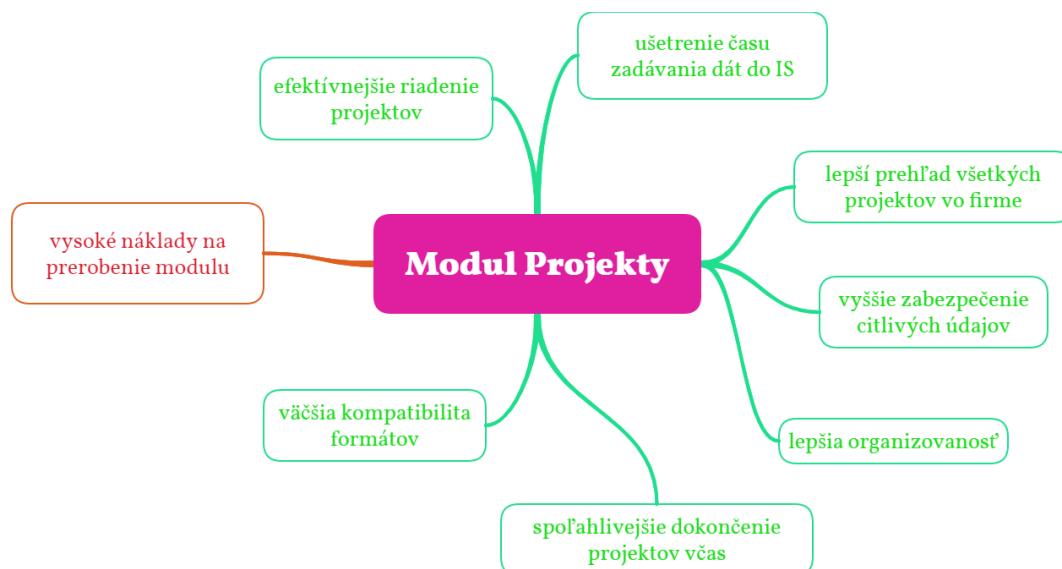 ušetrenie času
zadávania dát do IS
efektívnejšie riadenie
projektov
lepší prehľad všetkých
projektov vo firme
vysoké náklady na
prerobenie modulu
Modul Projekty
vyššie zabezpečenie
citlivých údajov
väčšia kompatibilita
formátov
lepšia organizovanosť
spoľahlivejšie dokončenie
projektov včas